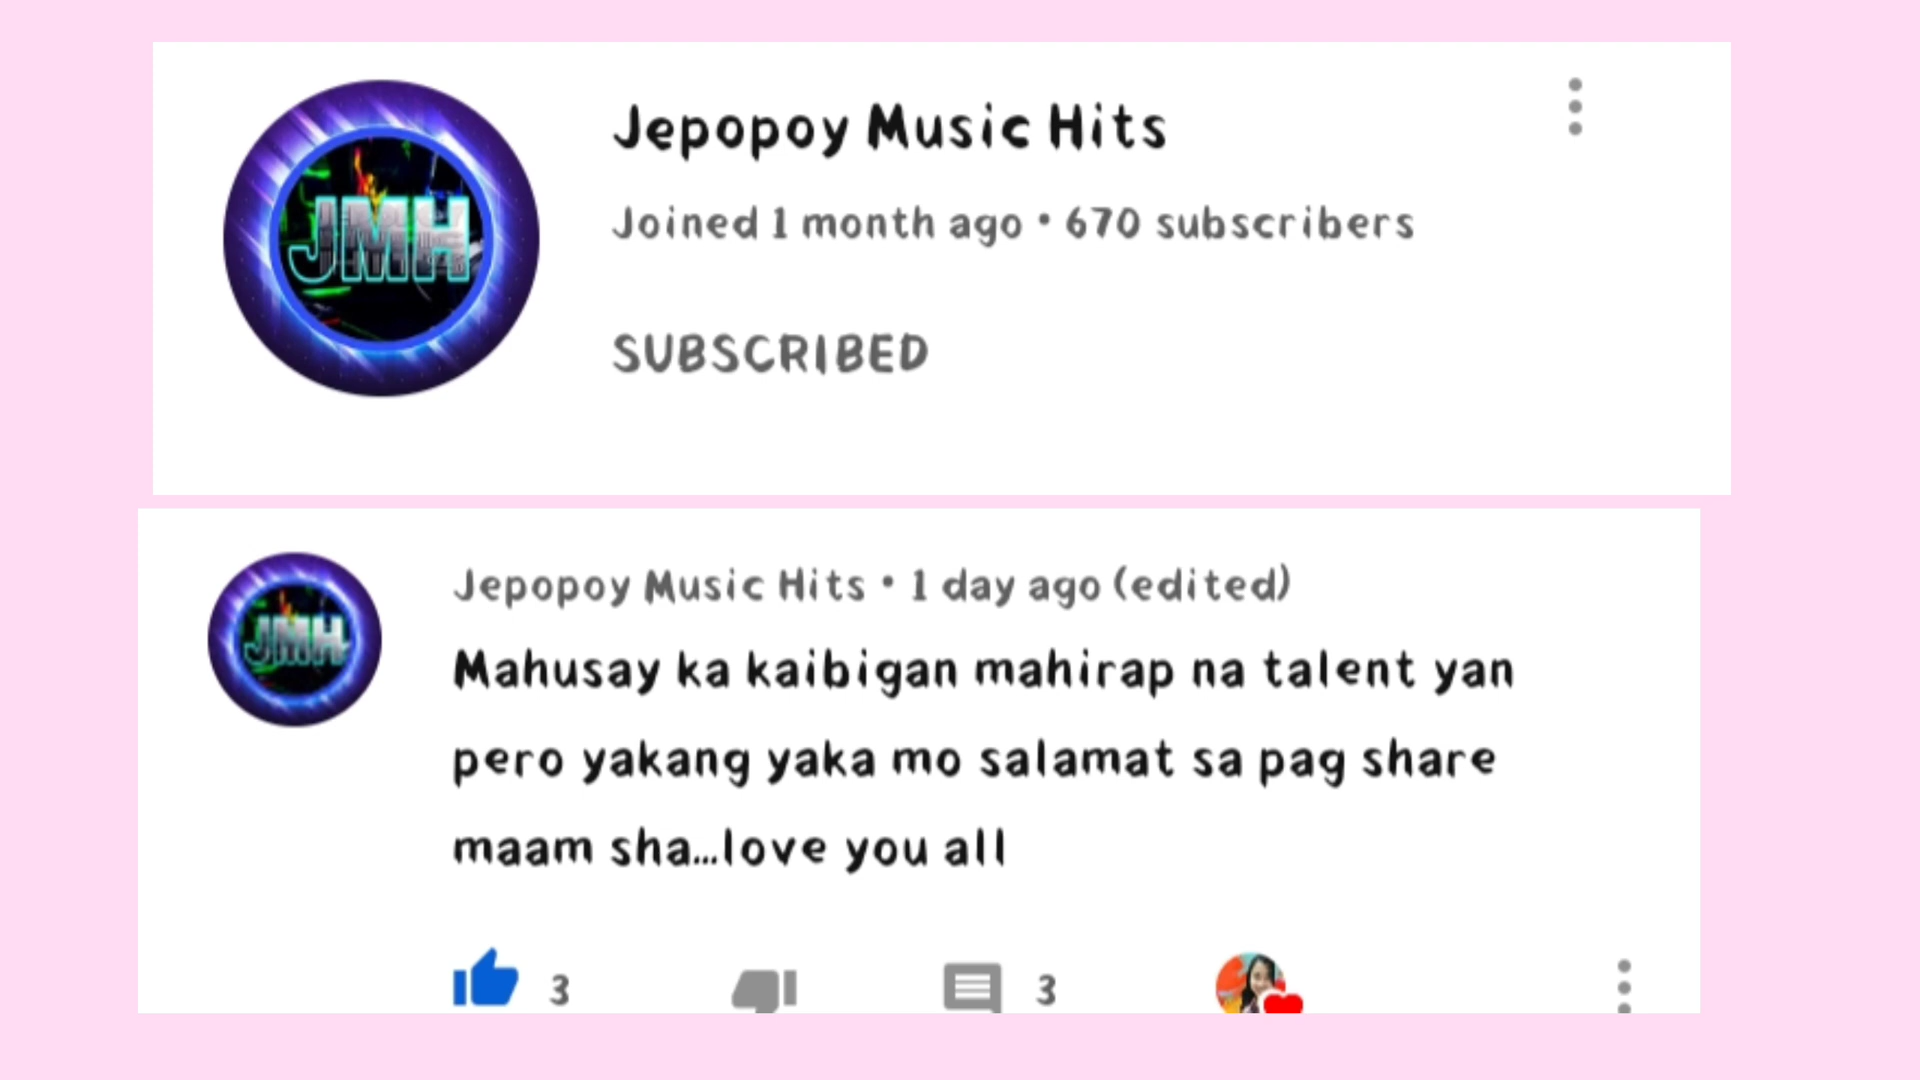 JMH
Jepopoy Music Hits
Joined 1 month ago • 670 subscribers
SUBSCRIBED
JMH
Jepopoy Music Hits • 1 day ago (edited)
Mahusay ka kaibigan mahirap na talent yan
pero yakang yaka mo salamat sa pag share
maam sha...love you all
3 3